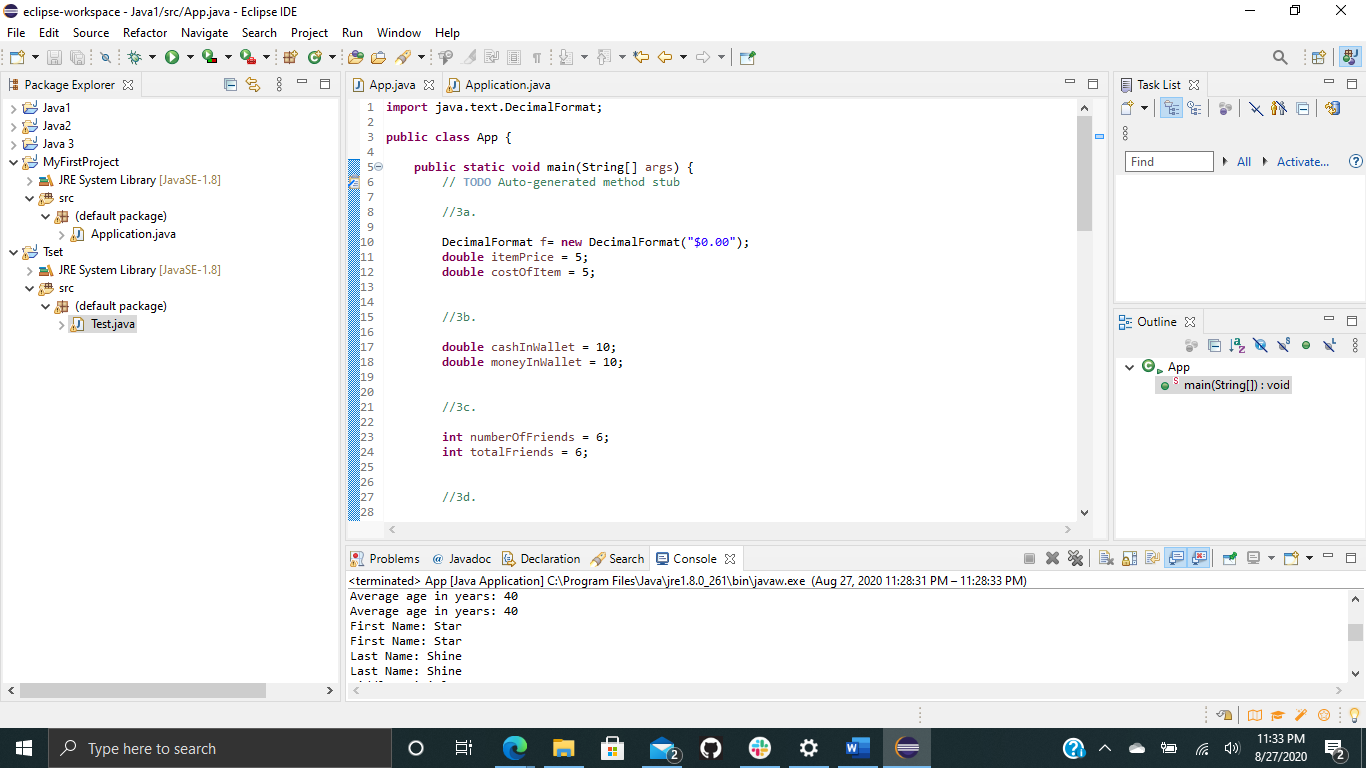 eclipse-workspace - Java1/src/App.java - Eclipse IDE
File Edit Source Refactor Navigate Search Project Run Window Help
Package Explorer
Java1
Java2
Java 3
MyFirstProject
JRE System Library [JavaSE-1.8]
src
(default package)
Application.java
Tset
JRE System Library [JavaSE-1.8]
src
(default package)
Test.java
App.java Application.java
1 import java.text.DecimalFormat;
2
3 public class App {
4
5 public static void main(String[] args) {
6 // TODO Auto-generated method stub
7
8 //3a.
9
10 DecimalFormat f= new DecimalFormat("$0.00");
11 double itemPrice = 5;
12 double costOfItem = 5;
13
14
15 //3b.
16
17 double cashInWallet = 10;
18 double moneyInWallet = 10;
19
20
21 //3c.
22
23 int numberOfFriends = 6;
24 int totalFriends = 6;
25
26
27 //3d.
28
Task List
Find All Activate...
Outline
App
main(String[]) : void
Problems @ Javadoc Declaration Search Console
<terminated> App [Java Application] C:\Program Files\Java\jre1.8.0_261\bin\javaw.exe (Aug 27, 2020 11:28:31 PM – 11:28:33 PM)
Average age in years: 40
Average age in years: 40
First Name: Star
First Name: Star
Last Name: Shine
Last Name: Shine
Type here to search
2
11:33 PM
8/27/2020
2